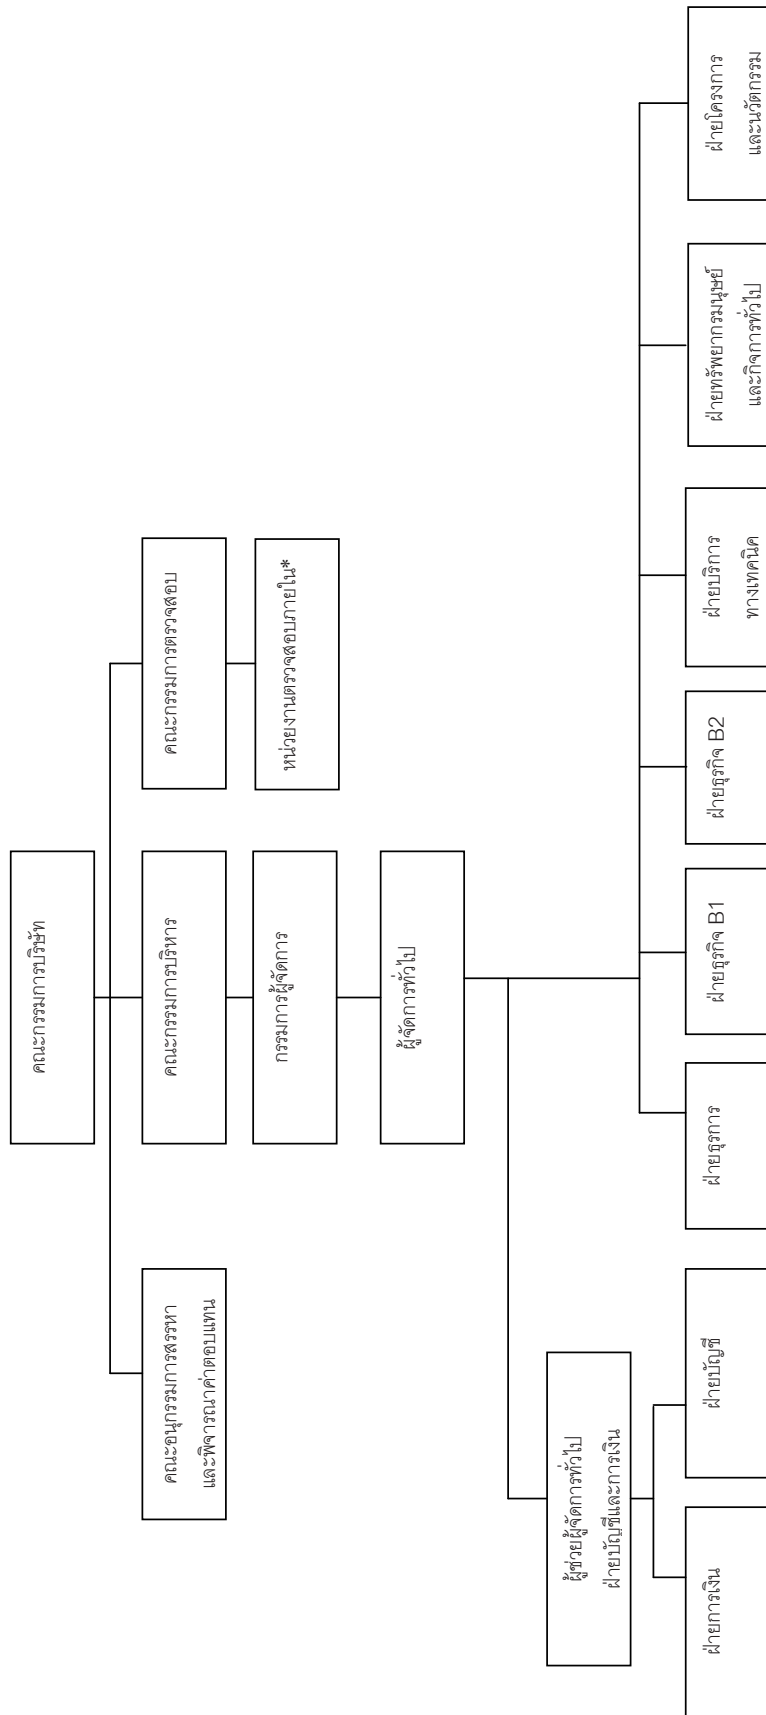 คณะกรรมการบริษัท
คณะอนุกรรมการสรรหา
และพิจารณาค่าตอบแทน
คณะกรรมการบริหาร
คณะกรรมการตรวจสอบ
กรรมการผู้จัดการ
หน่วยงานตรวจสอบภายใน*
ผู้จัดการทั่วไป
ผู้ช่วยผู้จัดการทั่วไป
ฝ่ายบัญชีและการเงิน
ฝ่ายการเงิน
ฝ่ายบัญชี
ฝ่ายธุรการ
ฝ่ายธุรกิจ B1
ฝ่ายธุรกิจ B2
ฝ่ายบริการ
ทางเทคนิค
ฝ่ายทรัพยากรมนุษย์
และกิจการทั่วไป
ฝ่ายโครงการ
และนวัตกรรม